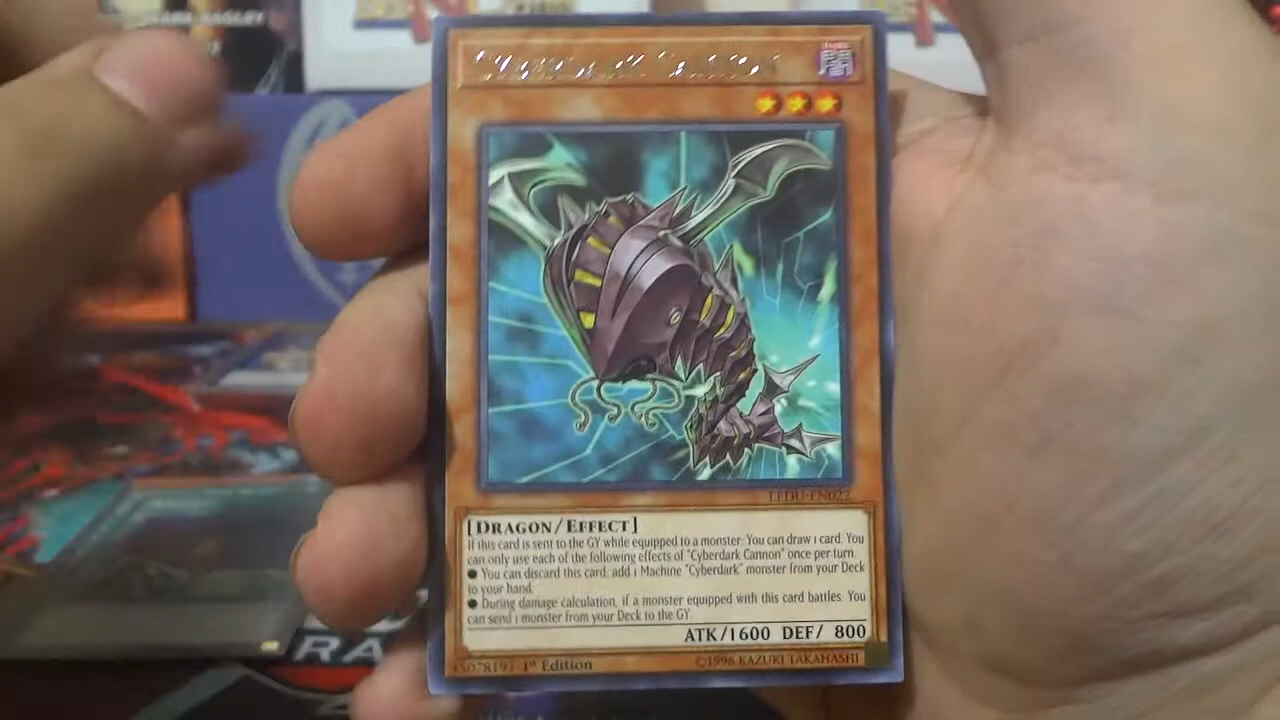 Cyberdark Cannon
LEDU-EN022
[DRAGON/EFFECT]
If this card is sent to the GY while equipped to a monster: You can draw 1 card. You
can only use each of the following effects of "Cyberdark Cannon" once per turn.
● You can discard this card; add 1 Machine "Cyberdark" monster from your Deck
to your hand.
● During damage calculation, if a monster equipped with this card battles: You
can send 1 monster from your Deck to the GY.
ATK/1600 DEF/ 800
1st Edition
©1996 KAZUKI TAKAHASHI
RA